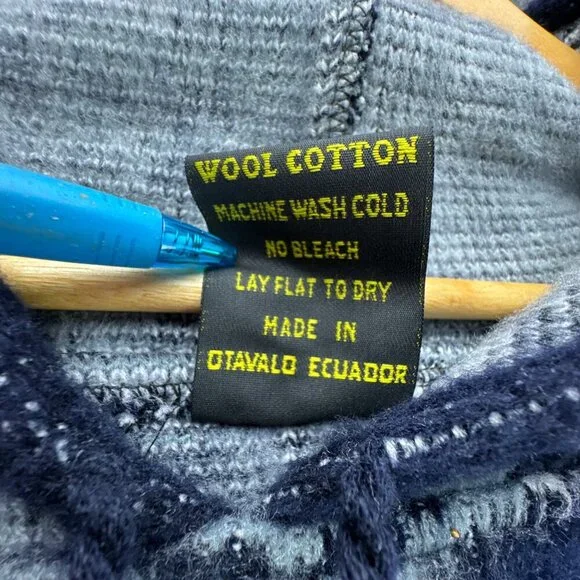 WOOL COTTON
MACHINE WASH COLD
NO BLEACH
LAY FLAT TO DRY
MADE IN
OTAVALO ECUADOR